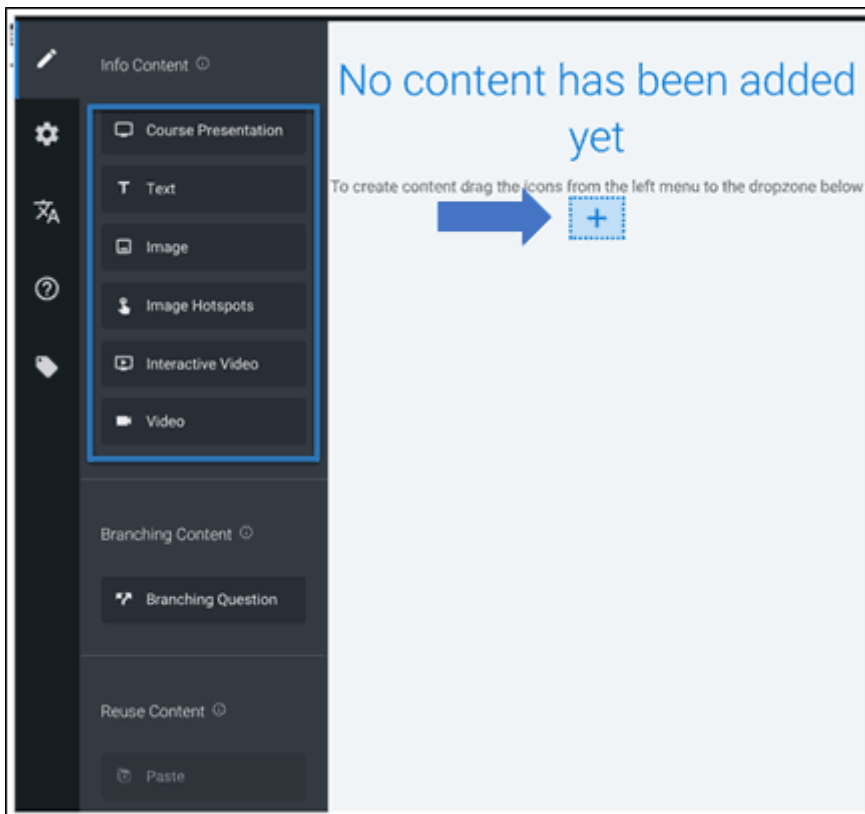 Info Content
Course Presentation
Text
Image
Image Hotspots
Interactive Video
Video
Branching Content
Branching Question
Reuse Content
Paste
No content has been added
yet
To create content drag the icons from the left menu to the dropzone below